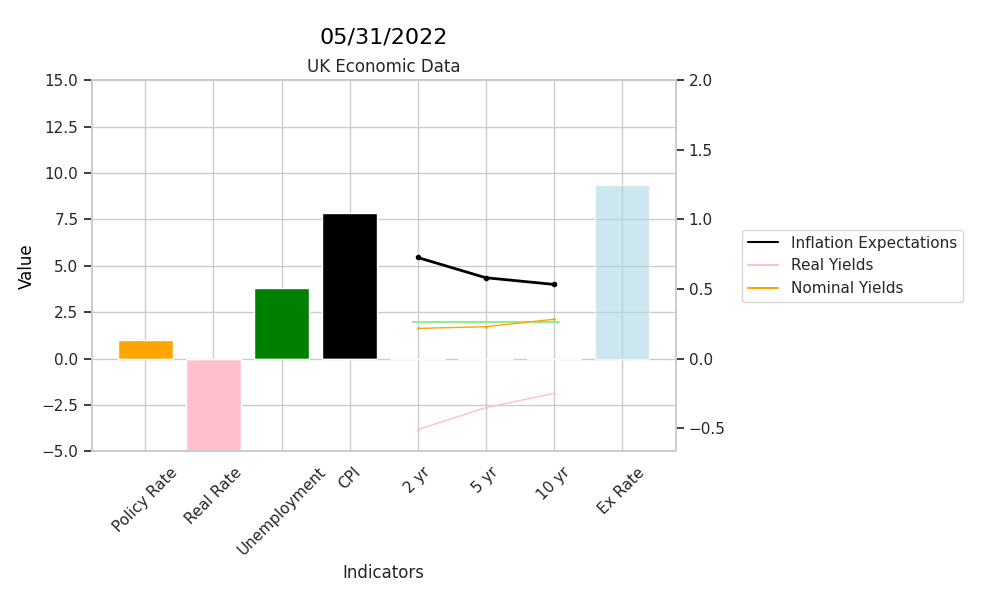 05/31/2022
UK Economic Data
15.0
12.5
10.0
7.5
5.0
2.5
0.0
−2.5
−5.0
Value
2.0
1.5
1.0
0.5
0.0
−0.5
Inflation Expectations
Real Yields
Nominal Yields
Policy Rate
Real Rate
Unemployment
CPI
2 yr
5 yr
10 yr
Ex Rate
Indicators